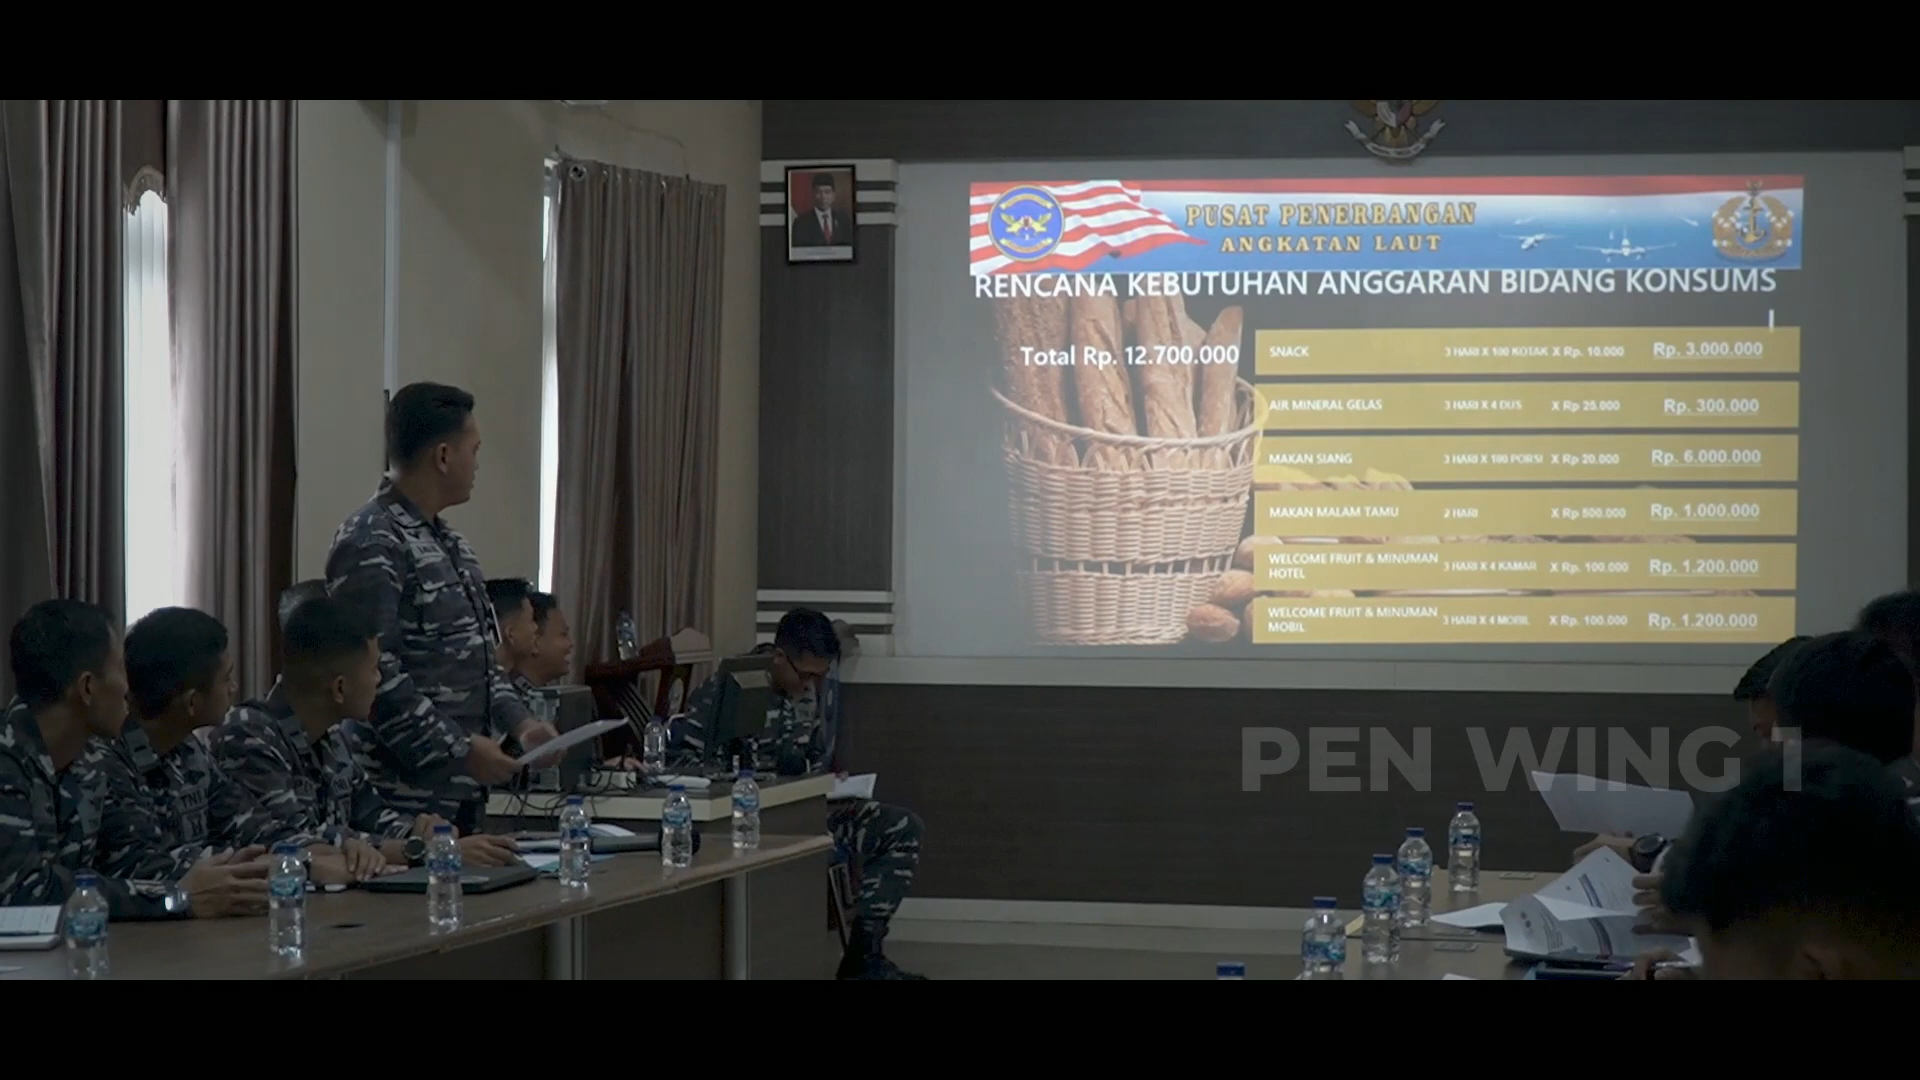 PUSAT PENERBANGAN
ANGKATAN LAUT
RENCANA KEBUTUHAN ANGGARAN BIDANG KONSUMS
I
Total Rp. 12.700.000
SNACK 3 HARI X 100 KOTAK X Rp. 10.000 Rp. 3.000.000
AIR MINERAL GELAS 3 HARI X 4 DUS X Rp 25.000 Rp. 300.000
MAKAN SIANG 3 HARI X 100 PORSI X Rp 20.000 Rp. 6.000.000
MAKAN MALAM TAMU 2 HARI X Rp 500.000 Rp. 1.000.000
WELCOME FRUIT & MINUMAN
HOTEL 3 HARI X 4 KAMAR X Rp. 100.000 Rp. 1.200.000
WELCOME FRUIT & MINUMAN
MOBIL 3 HARI X 4 MOBIL X Rp. 100.000 Rp. 1.200.000
PEN WING 1